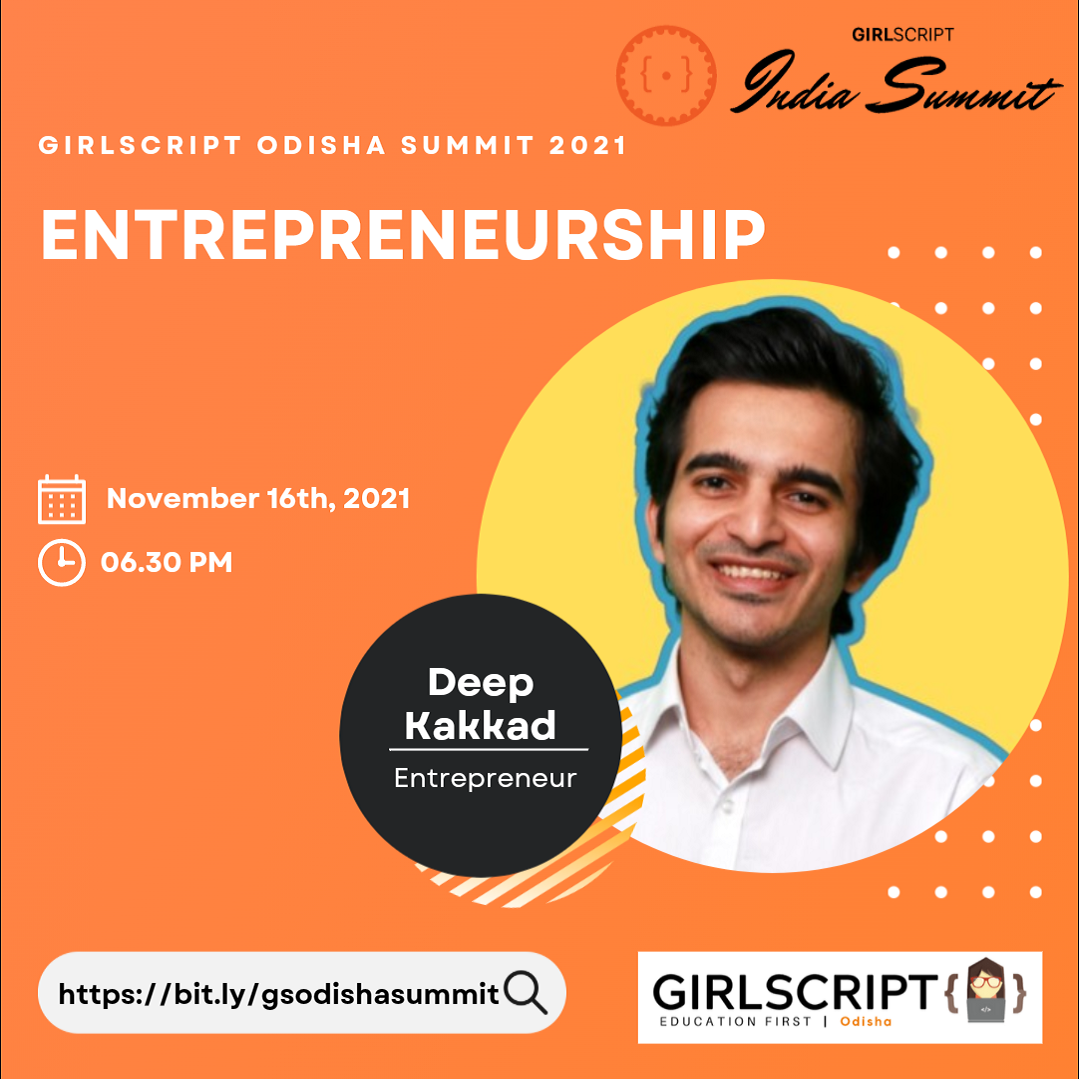 GIRLSCRIPT
India Summit
GIRLSCRIPT ODISHA SUMMIT 2021
ENTREPRENEURSHIP
November 16th, 2021
06.30 PM
Deep
Kakkad
Entrepreneur
https://bit.ly/gsodishasummit
GIRLSCRIPT
EDUCATION FIRST | Odisha